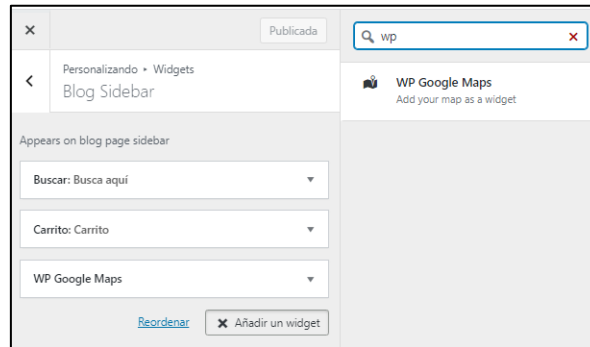 Publicada
Personalizando • Widgets
Blog Sidebar
Appears on blog page sidebar
Buscar: Busca aquí
Carrito: Carrito
WP Google Maps
Reordenar
Añadir un widget
wp
WP Google Maps
Add your map as a widget